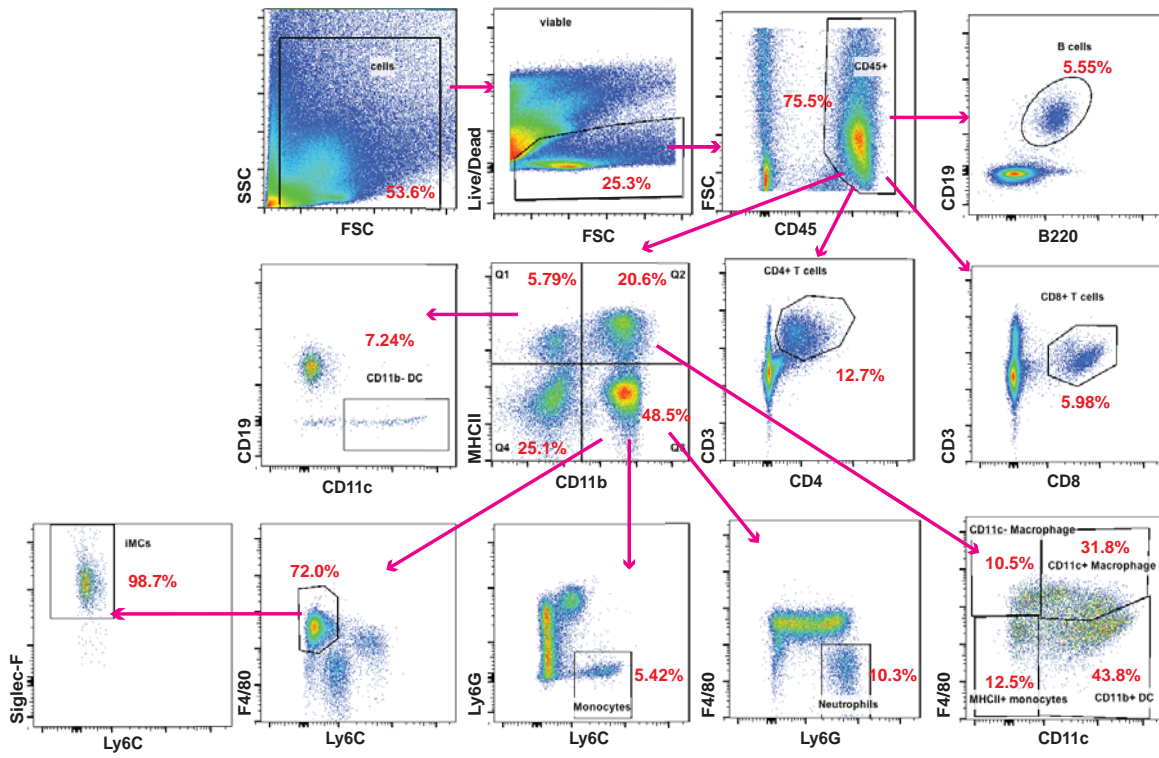 cells
53.6%
SSC
FSC
viable
25.3%
Live/Dead
FSC
CD45+
75.5%
FSC
CD45
B cells
5.55%
CD19
B220
7.24%
CD11b- DC
CD19
CD11c
Q1
5.79%
20.6%
Q2
48.5%
Q4
25.1%
Q3
MHCII
CD11b
CD4+ T cells
12.7%
CD3
CD4
CD8+ T cells
5.98%
CD3
CD8
iMCs
98.7%
Siglec-F
Ly6C
72.0%
F4/80
Ly6C
5.42%
Monocytes
Ly6G
Ly6C
10.3%
Neutrophils
F4/80
Ly6G
CD11c- Macrophage
31.8%
10.5%
CD11c+ Macrophage
12.5%
43.8%
MHCII+ monocytes
CD11b+ DC
F4/80
CD11c